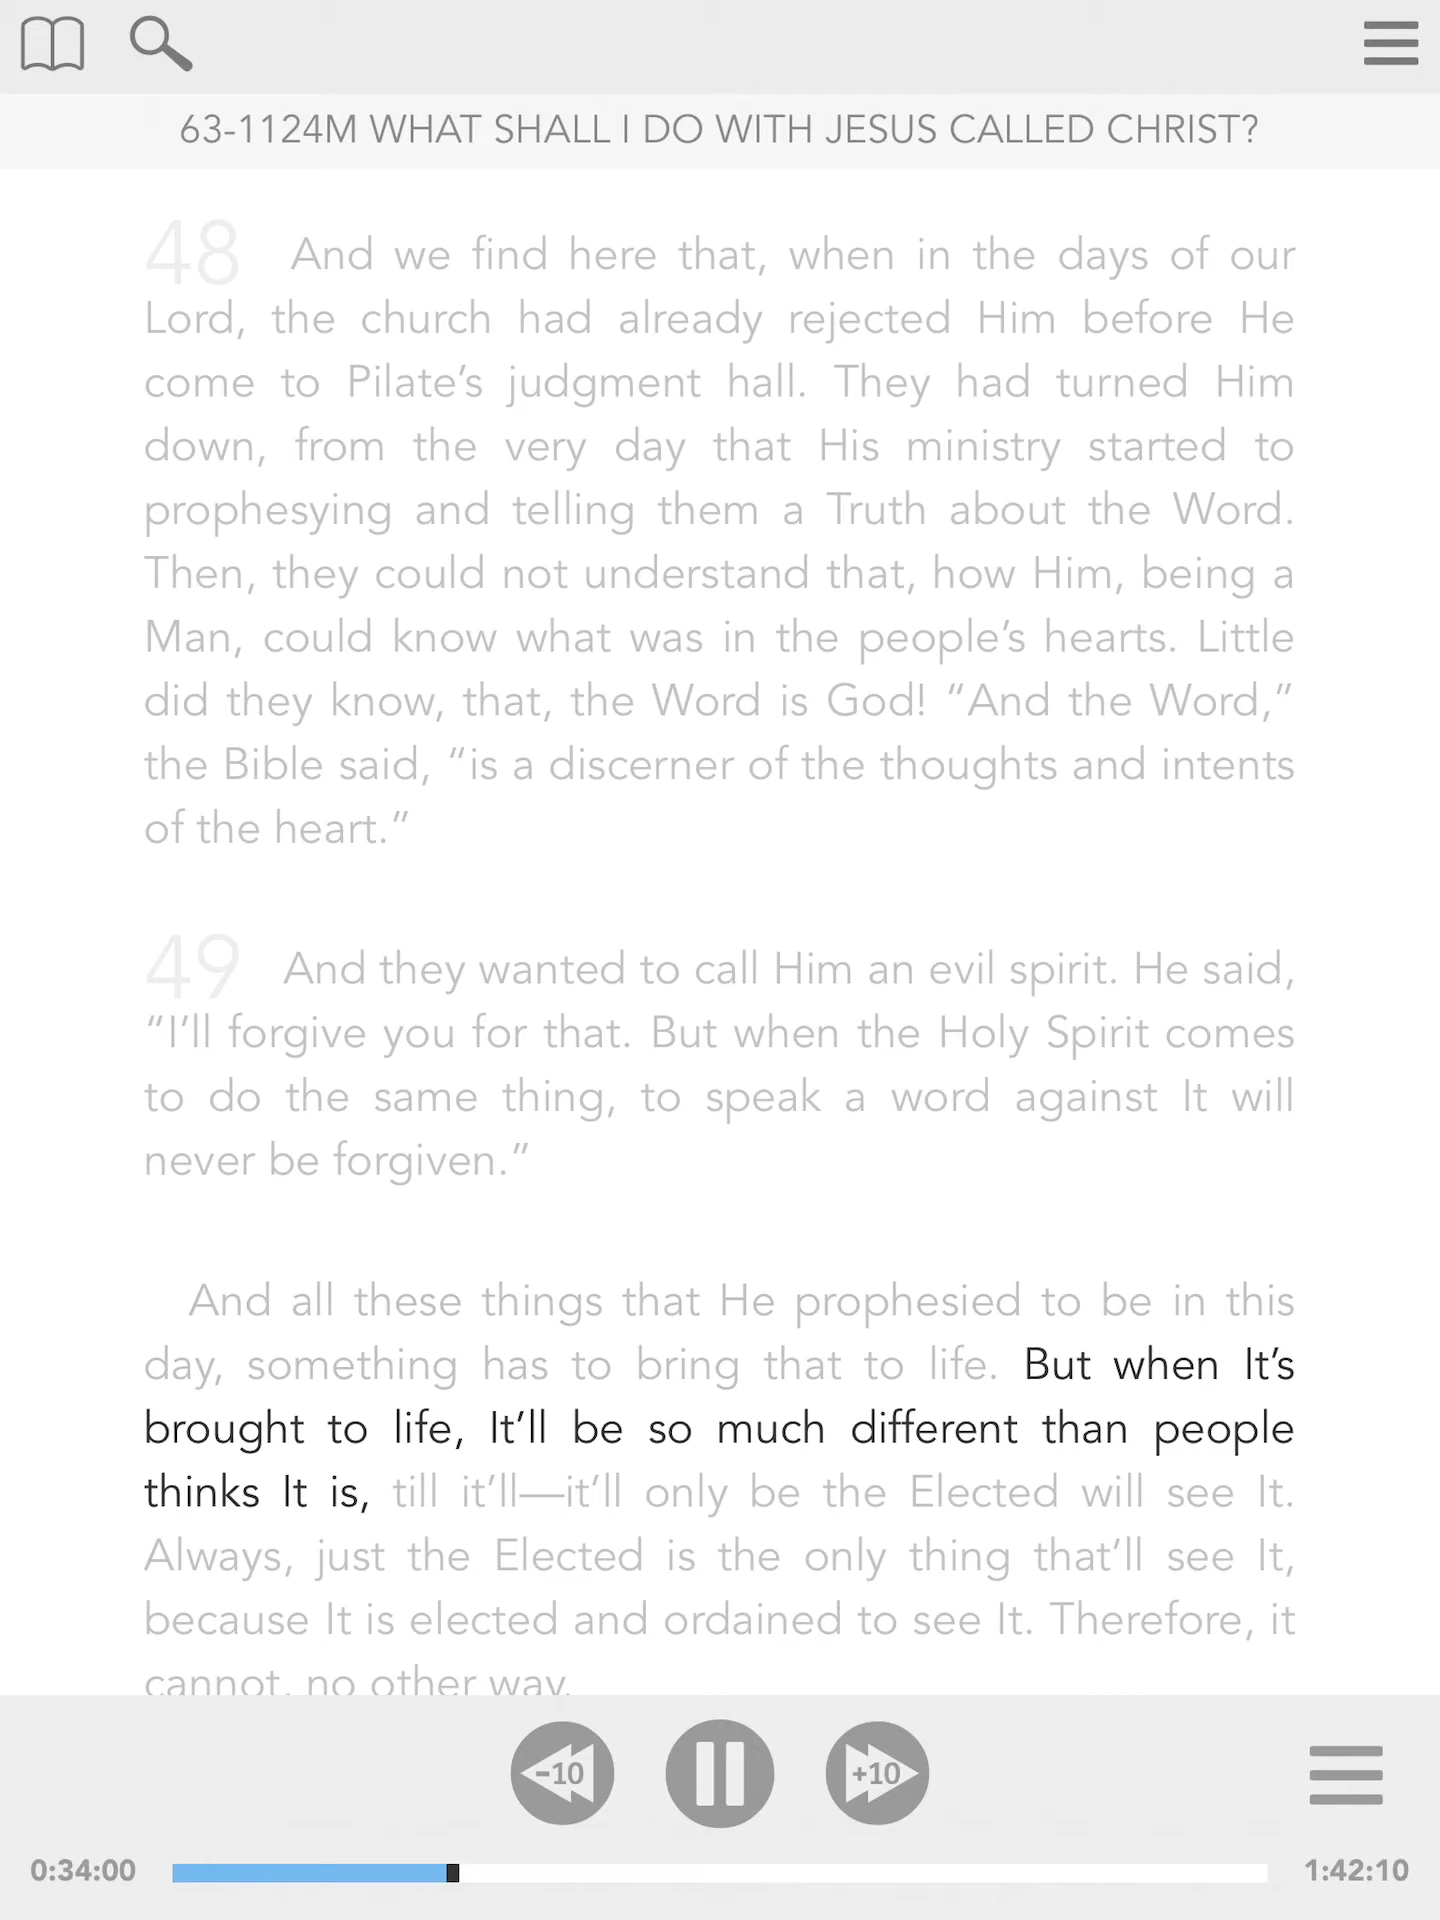 63-1124M WHAT SHALL I DO WITH JESUS CALLED CHRIST?
48 And we find here that, when in the days of our
Lord, the church had already rejected Him before He
come to Pilate’s judgment hall. They had turned Him
down, from the very day that His ministry started to
prophesying and telling them a Truth about the Word.
Then, they could not understand that, how Him, being a
Man, could know what was in the people’s hearts. Little
did they know, that, the Word is God! “And the Word,”
the Bible said, “is a discerner of the thoughts and intents
of the heart.”
49 And they wanted to call Him an evil spirit. He said,
“I’ll forgive you for that. But when the Holy Spirit comes
to do the same thing, to speak a word against It will
never be forgiven.”
And all these things that He prophesied to be in this
day, something has to bring that to life. But when It’s
brought to life, It’ll be so much different than people
thinks It is, till it’ll—it’ll only be the Elected will see It.
Always, just the Elected is the only thing that’ll see It,
because It is elected and ordained to see It. Therefore, it
cannot, no other way.
-10 +10
0:34:00 1:42:10